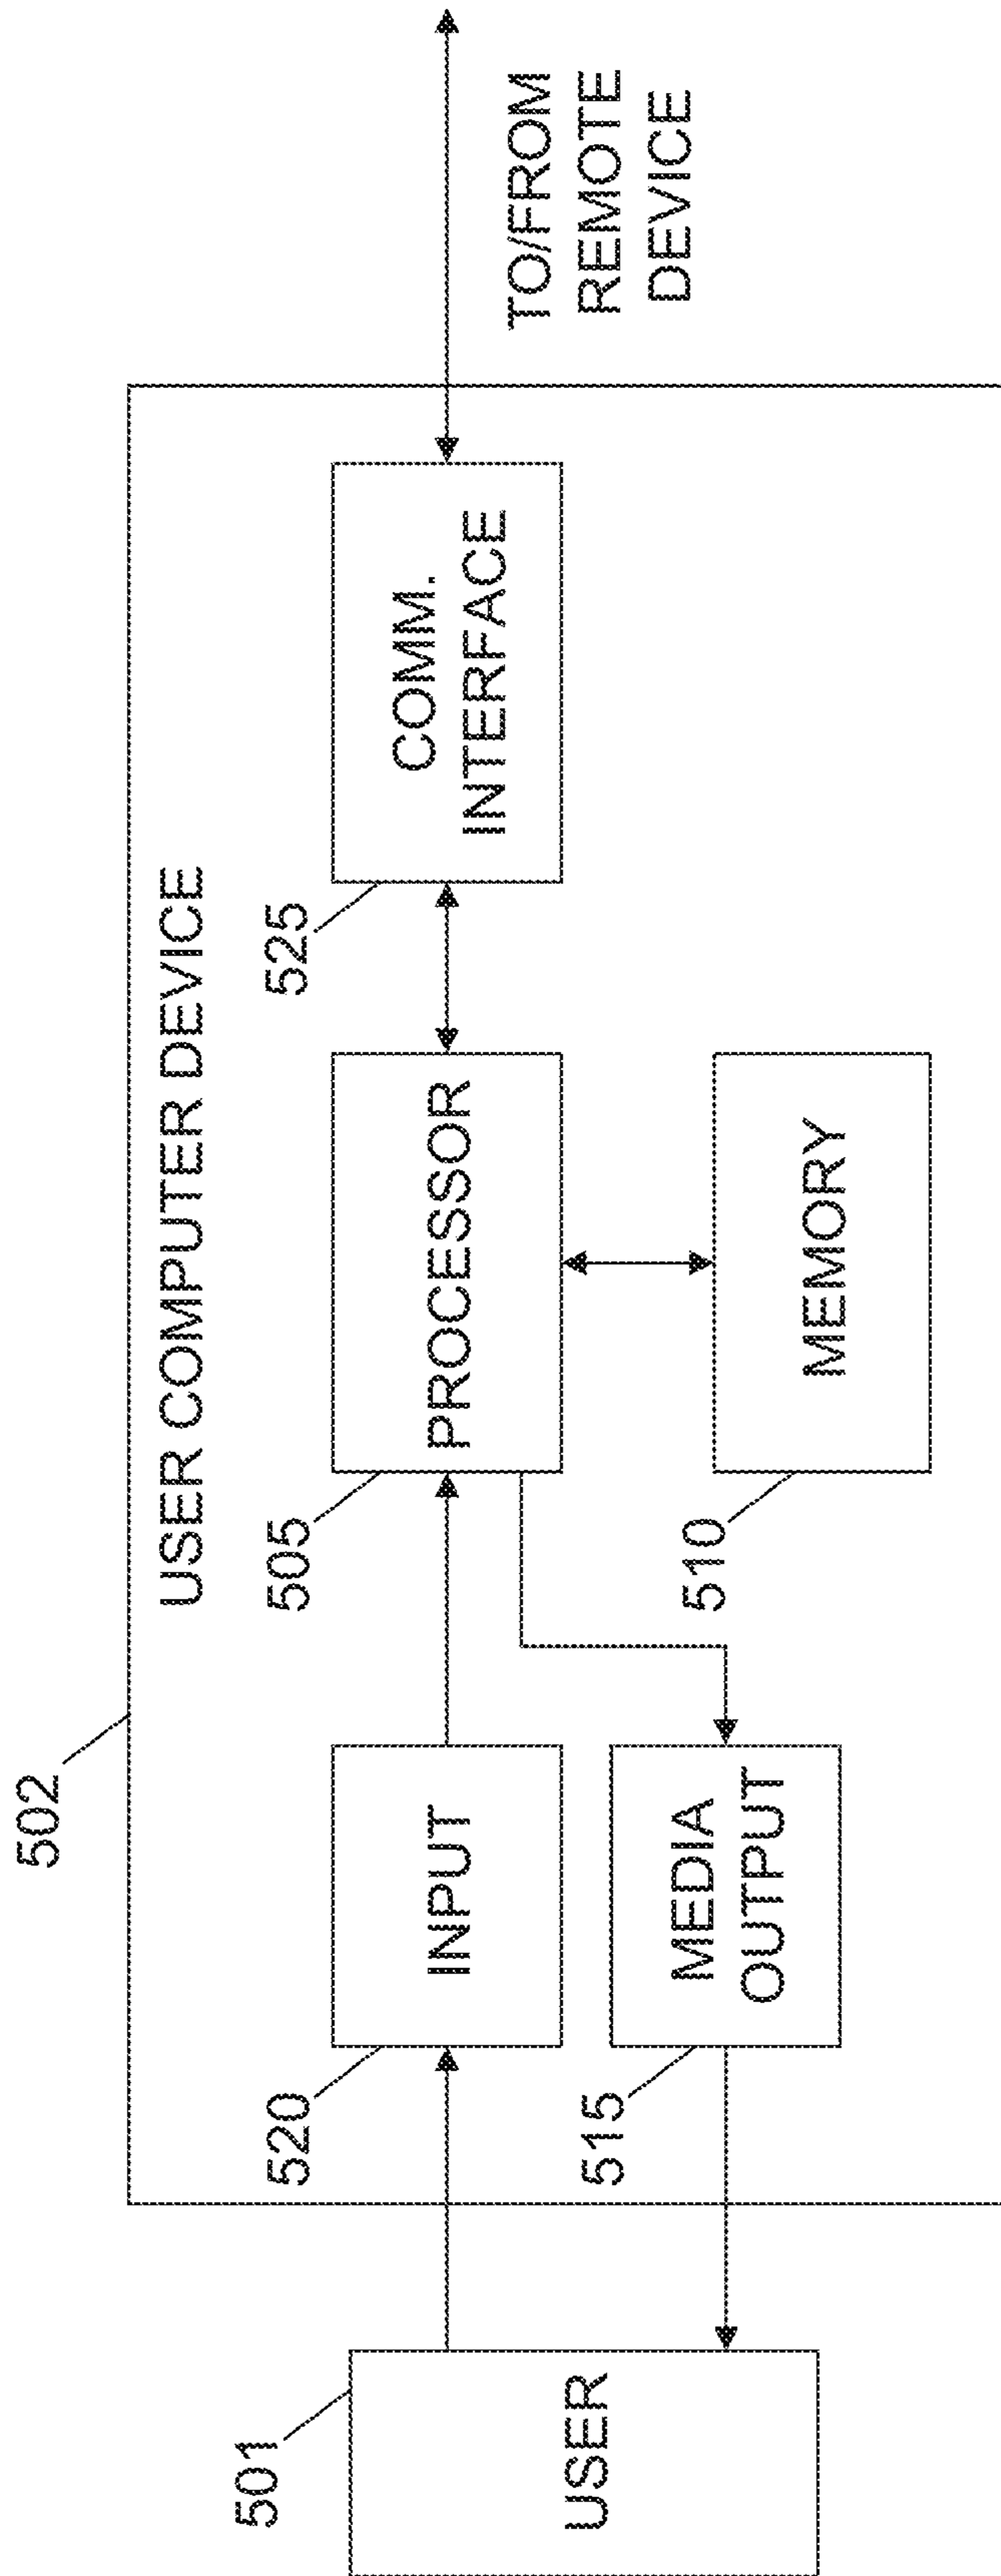 502
USER COMPUTER DEVICE
501
USER
520
INPUT
505
PROCESSOR
525
COMM.
INTERFACE
TO/FROM
REMOTE
DEVICE
515
MEDIA
OUTPUT
510
MEMORY